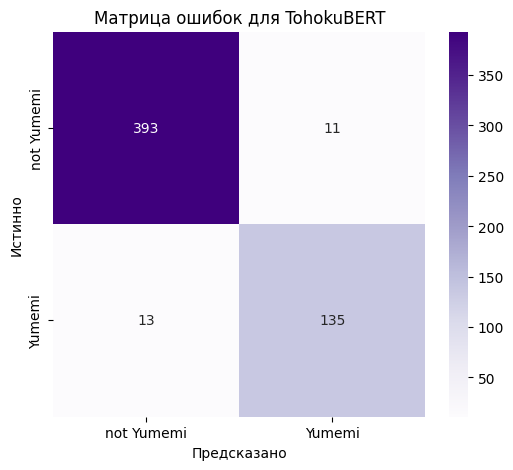 Матрица ошибок для TohokuBERT
not Yumemi
393
11
350
300
250
200
150
100
50
Истинно
Yumemi
13
135
not Yumemi
Yumemi
Предсказано